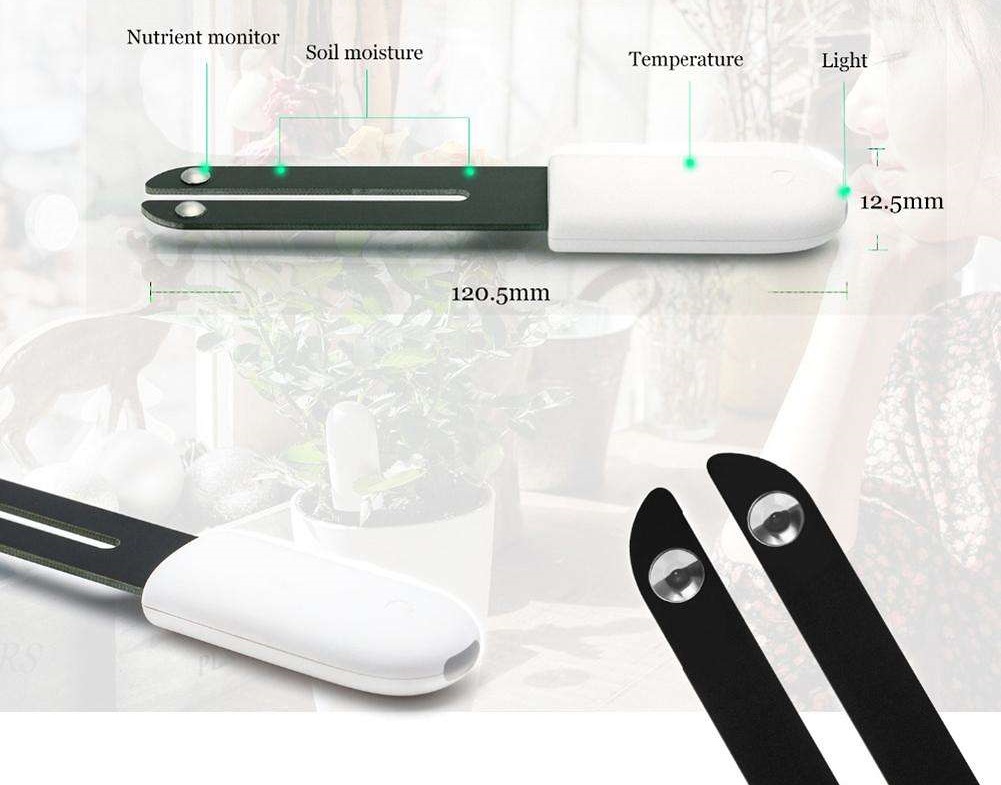 Nutrient monitor
Soil moisture
Temperature
Light
12.5mm
120.5mm